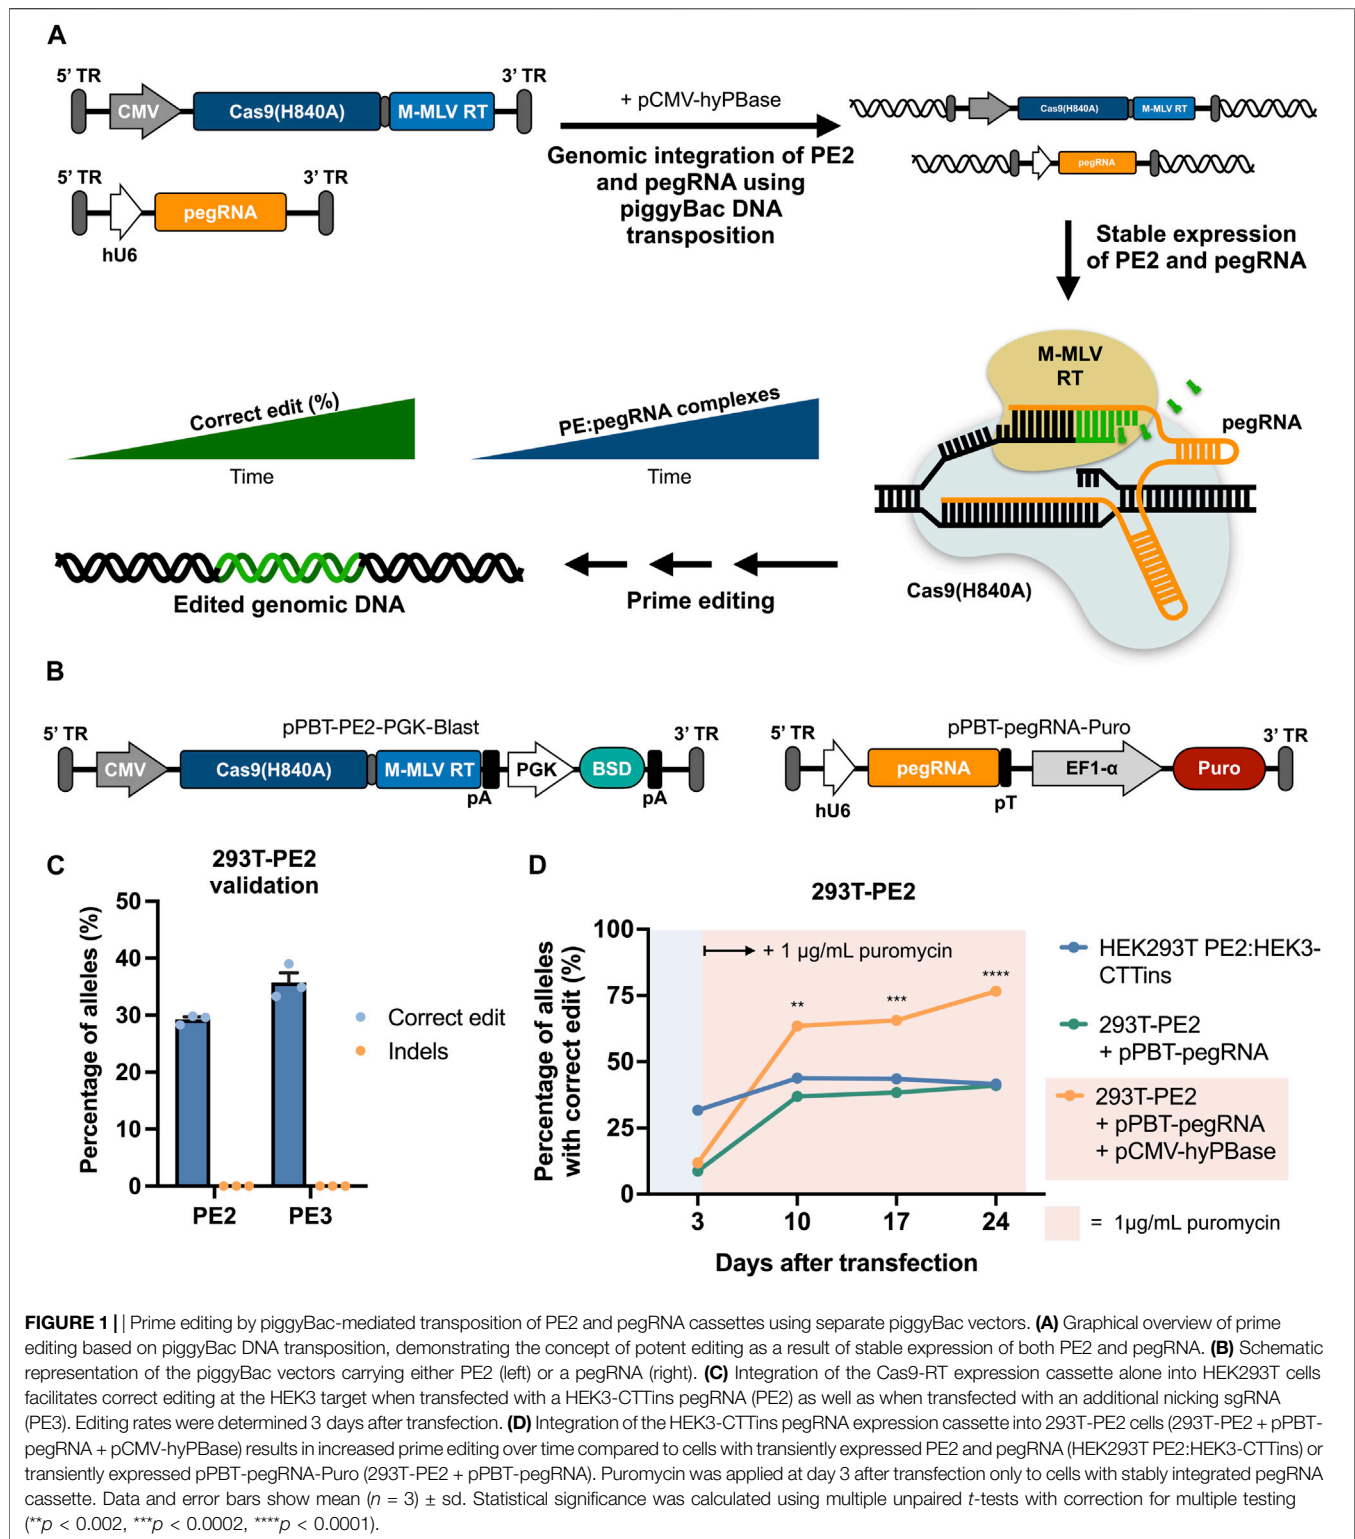 A
5' TR
3' TR
CMV
Cas9(H840A)
M-MLV RT
5' TR
3' TR
pegRNA
hU6
+ pCMV-hyPBase
Genomic integration of PE2
and pegRNA using
piggyBac DNA
transposition
Cas9(H840A)
M-MLV RT
pegRNA
Stable expression
of PE2 and pegRNA
M-MLV
RT
pegRNA
Cas9(H840A)
Correct edit (%)
Time
PE:pegRNA complexes
Time
Edited genomic DNA
Prime editing
B
pPBT-PE2-PGK-Blast
5' TR
3' TR
CMV
Cas9(H840A)
M-MLV RT
pA
PGK
BSD
pA
pPBT-pegRNA-Puro
5' TR
3' TR
hU6
pegRNA
pT
EF1-α
Puro
C
293T-PE2
validation
Percentage of alleles (%)
50
40
30
20
10
0
PE2
PE3
Correct edit
Indels
D
293T-PE2
Percentage of alleles
with correct edit (%)
100
75
50
25
0
+ 1 μg/mL puromycin
**
***
****
3
10
17
24
Days after transfection
HEK293T PE2:HEK3-
CTTins
293T-PE2
+ pPBT-pegRNA
293T-PE2
+ pPBT-pegRNA
+ pCMV-hyPBase
= 1μg/mL puromycin
FIGURE 1 | | Prime editing by piggyBac-mediated transposition of PE2 and pegRNA cassettes using separate piggyBac vectors. (A) Graphical overview of prime
editing based on piggyBac DNA transposition, demonstrating the concept of potent editing as a result of stable expression of both PE2 and pegRNA. (B) Schematic
representation of the piggyBac vectors carrying either PE2 (left) or a pegRNA (right). (C) Integration of the Cas9-RT expression cassette alone into HEK293T cells
facilitates correct editing at the HEK3 target when transfected with a HEK3-CTTins pegRNA (PE2) as well as when transfected with an additional nicking sgRNA
(PE3). Editing rates were determined 3 days after transfection. (D) Integration of the HEK3-CTTins pegRNA expression cassette into 293T-PE2 cells (293T-PE2 + pPBT-
pegRNA + pCMV-hyPBase) results in increased prime editing over time compared to cells with transiently expressed PE2 and pegRNA (HEK293T PE2:HEK3-CTTins) or
transiently expressed pPBT-pegRNA-Puro (293T-PE2 + pPBT-pegRNA). Puromycin was applied at day 3 after transfection only to cells with stably integrated pegRNA
cassette. Data and error bars show mean (n = 3) ± sd. Statistical significance was calculated using multiple unpaired t-tests with correction for multiple testing
(**p < 0.002, ***p < 0.0002, ****p < 0.0001).